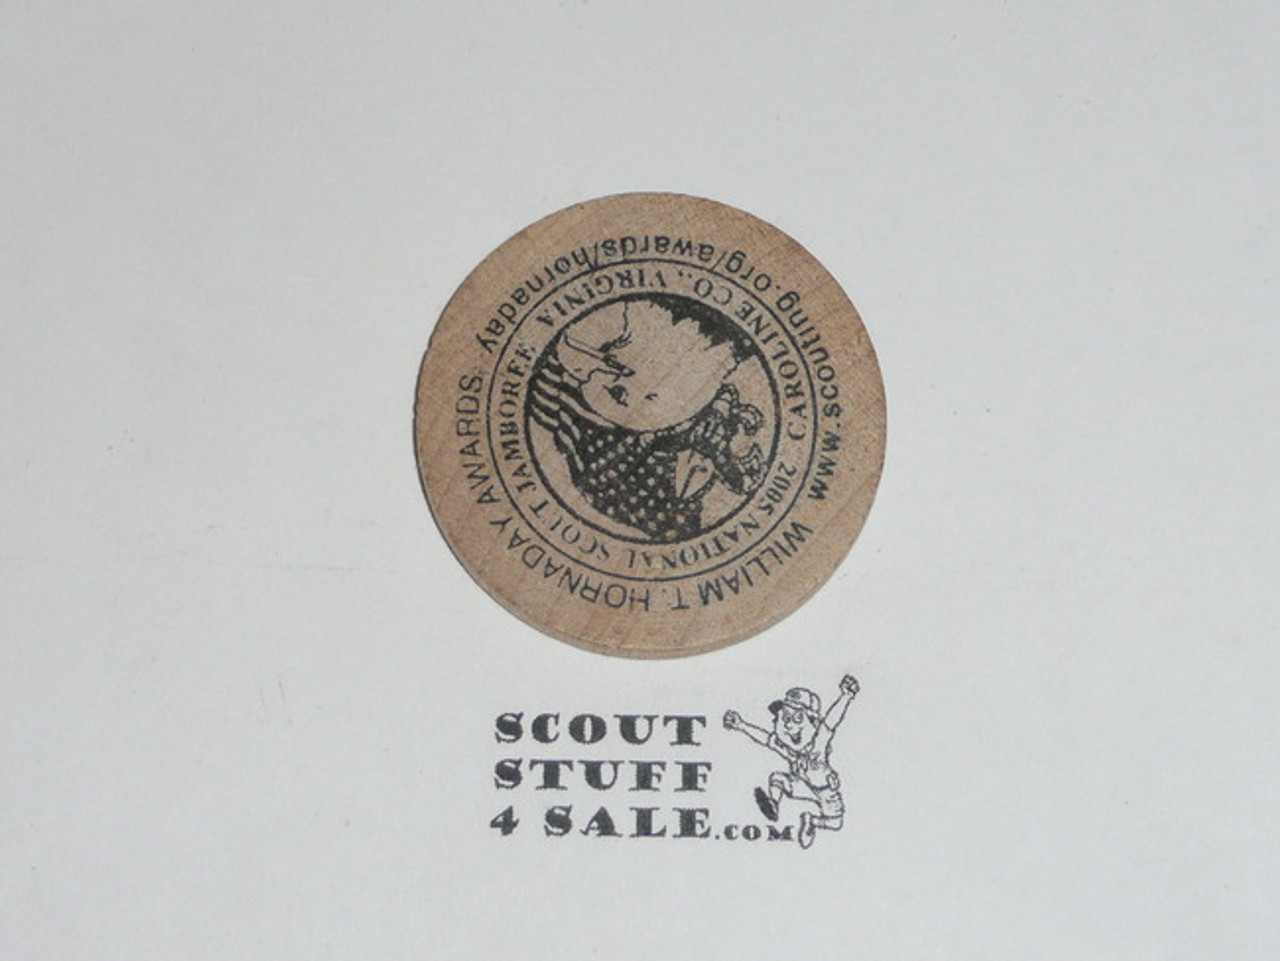 WILLIAM T. HORNADAY AWARDS
www.scouting.org/awards/hornaday
2005 NATIONAL SCOUT JAMBOREE
CAROLINE CO., VIRGINIA
SCOUT
STUFF
4 SALE.COM